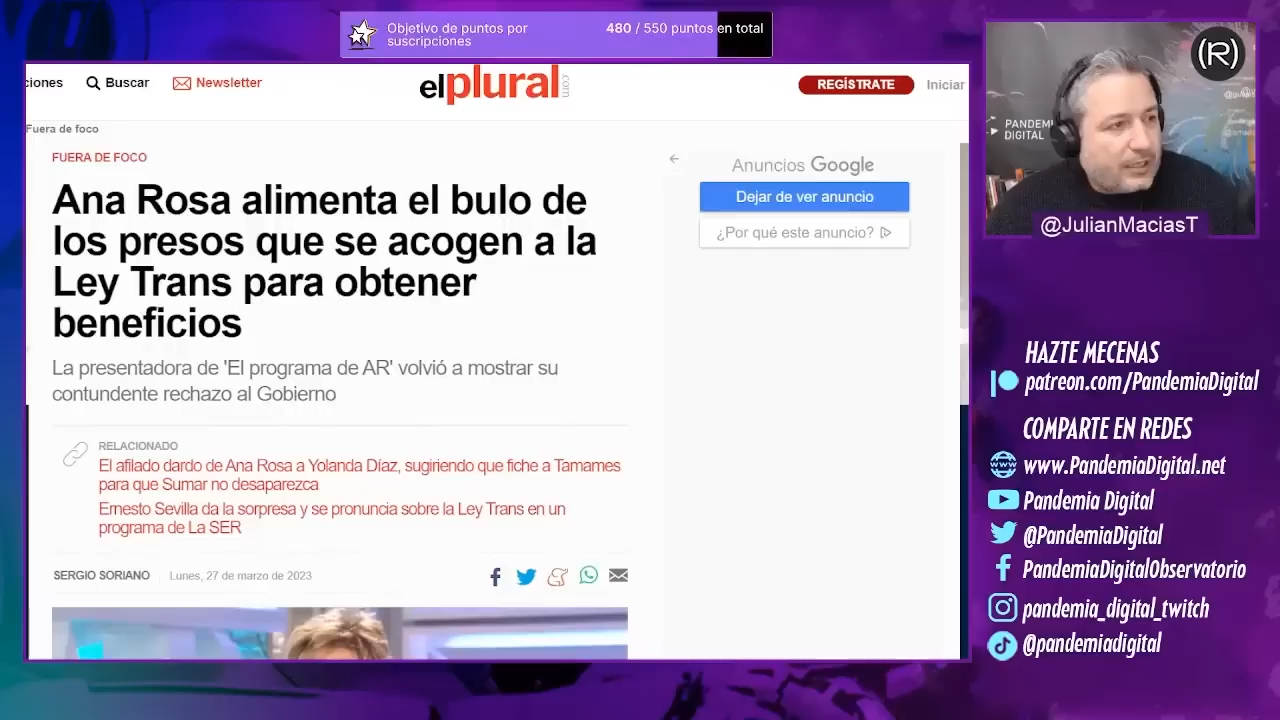 Objetivo de puntos por
suscripciones
480 / 550 puntos en total
ciones
Buscar
Newsletter
elplural
.com
REGÍSTRATE
Iniciar
Fuera de foco
FUERA DE FOCO
Ana Rosa alimenta el bulo de
los presos que se acogen a la
Ley Trans para obtener
beneficios
La presentadora de 'El programa de AR' volvió a mostrar su
contundente rechazo al Gobierno
RELACIONADO
El afilado dardo de Ana Rosa a Yolanda Díaz, sugiriendo que fiche a Tamames
para que Sumar no desaparezca
Ernesto Sevilla da la sorpresa y se pronuncia sobre la Ley Trans en un
programa de La SER
SERGIO SORIANO
Lunes, 27 de marzo de 2023
Anuncios Google
Dejar de ver anuncio
¿Por qué este anuncio?
(R)
PANDEMI
DIGITAL
@JulianMaciasT
HAZTE MECENAS
patreon.com/PandemiaDigital
COMPARTE EN REDES
www.PandemiaDigital.net
Pandemia Digital
@PandemiaDigital
PandemiaDigitalObservatorio
pandemia_digital_twitch
@pandemiadigital